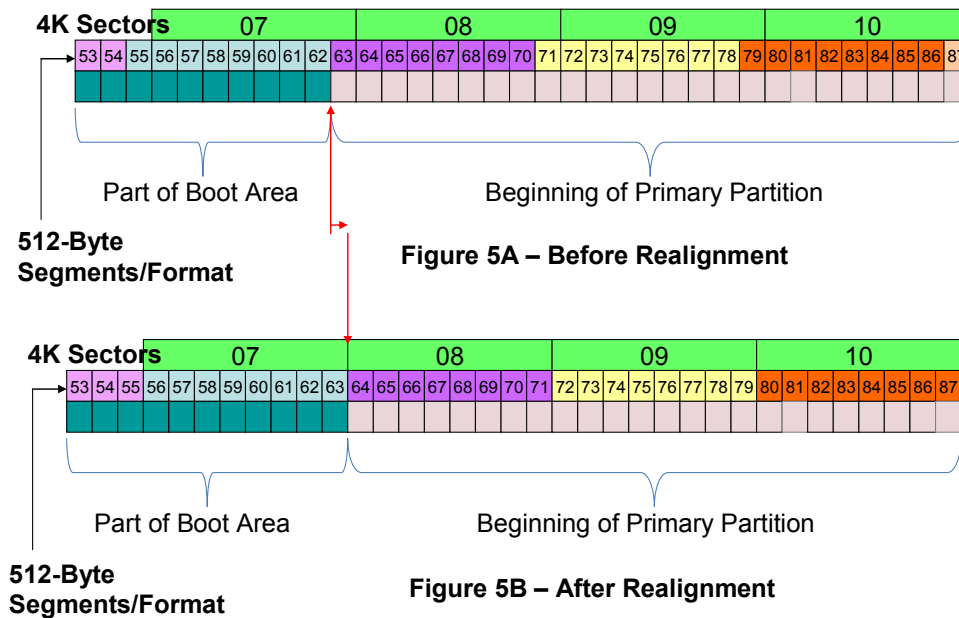 4K Sectors 07 08 09 10
53 54 55 56 57 58 59 60 61 62 63 64 65 66 67 68 69 70 71 72 73 74 75 76 77 78 79 80 81 82 83 84 85 86 87
Part of Boot Area Beginning of Primary Partition
512-Byte
Segments/Format
Figure 5A – Before Realignment
4K Sectors 07 08 09 10
53 54 55 56 57 58 59 60 61 62 63 64 65 66 67 68 69 70 71 72 73 74 75 76 77 78 79 80 81 82 83 84 85 86 87
Part of Boot Area Beginning of Primary Partition
512-Byte
Segments/Format
Figure 5B – After Realignment